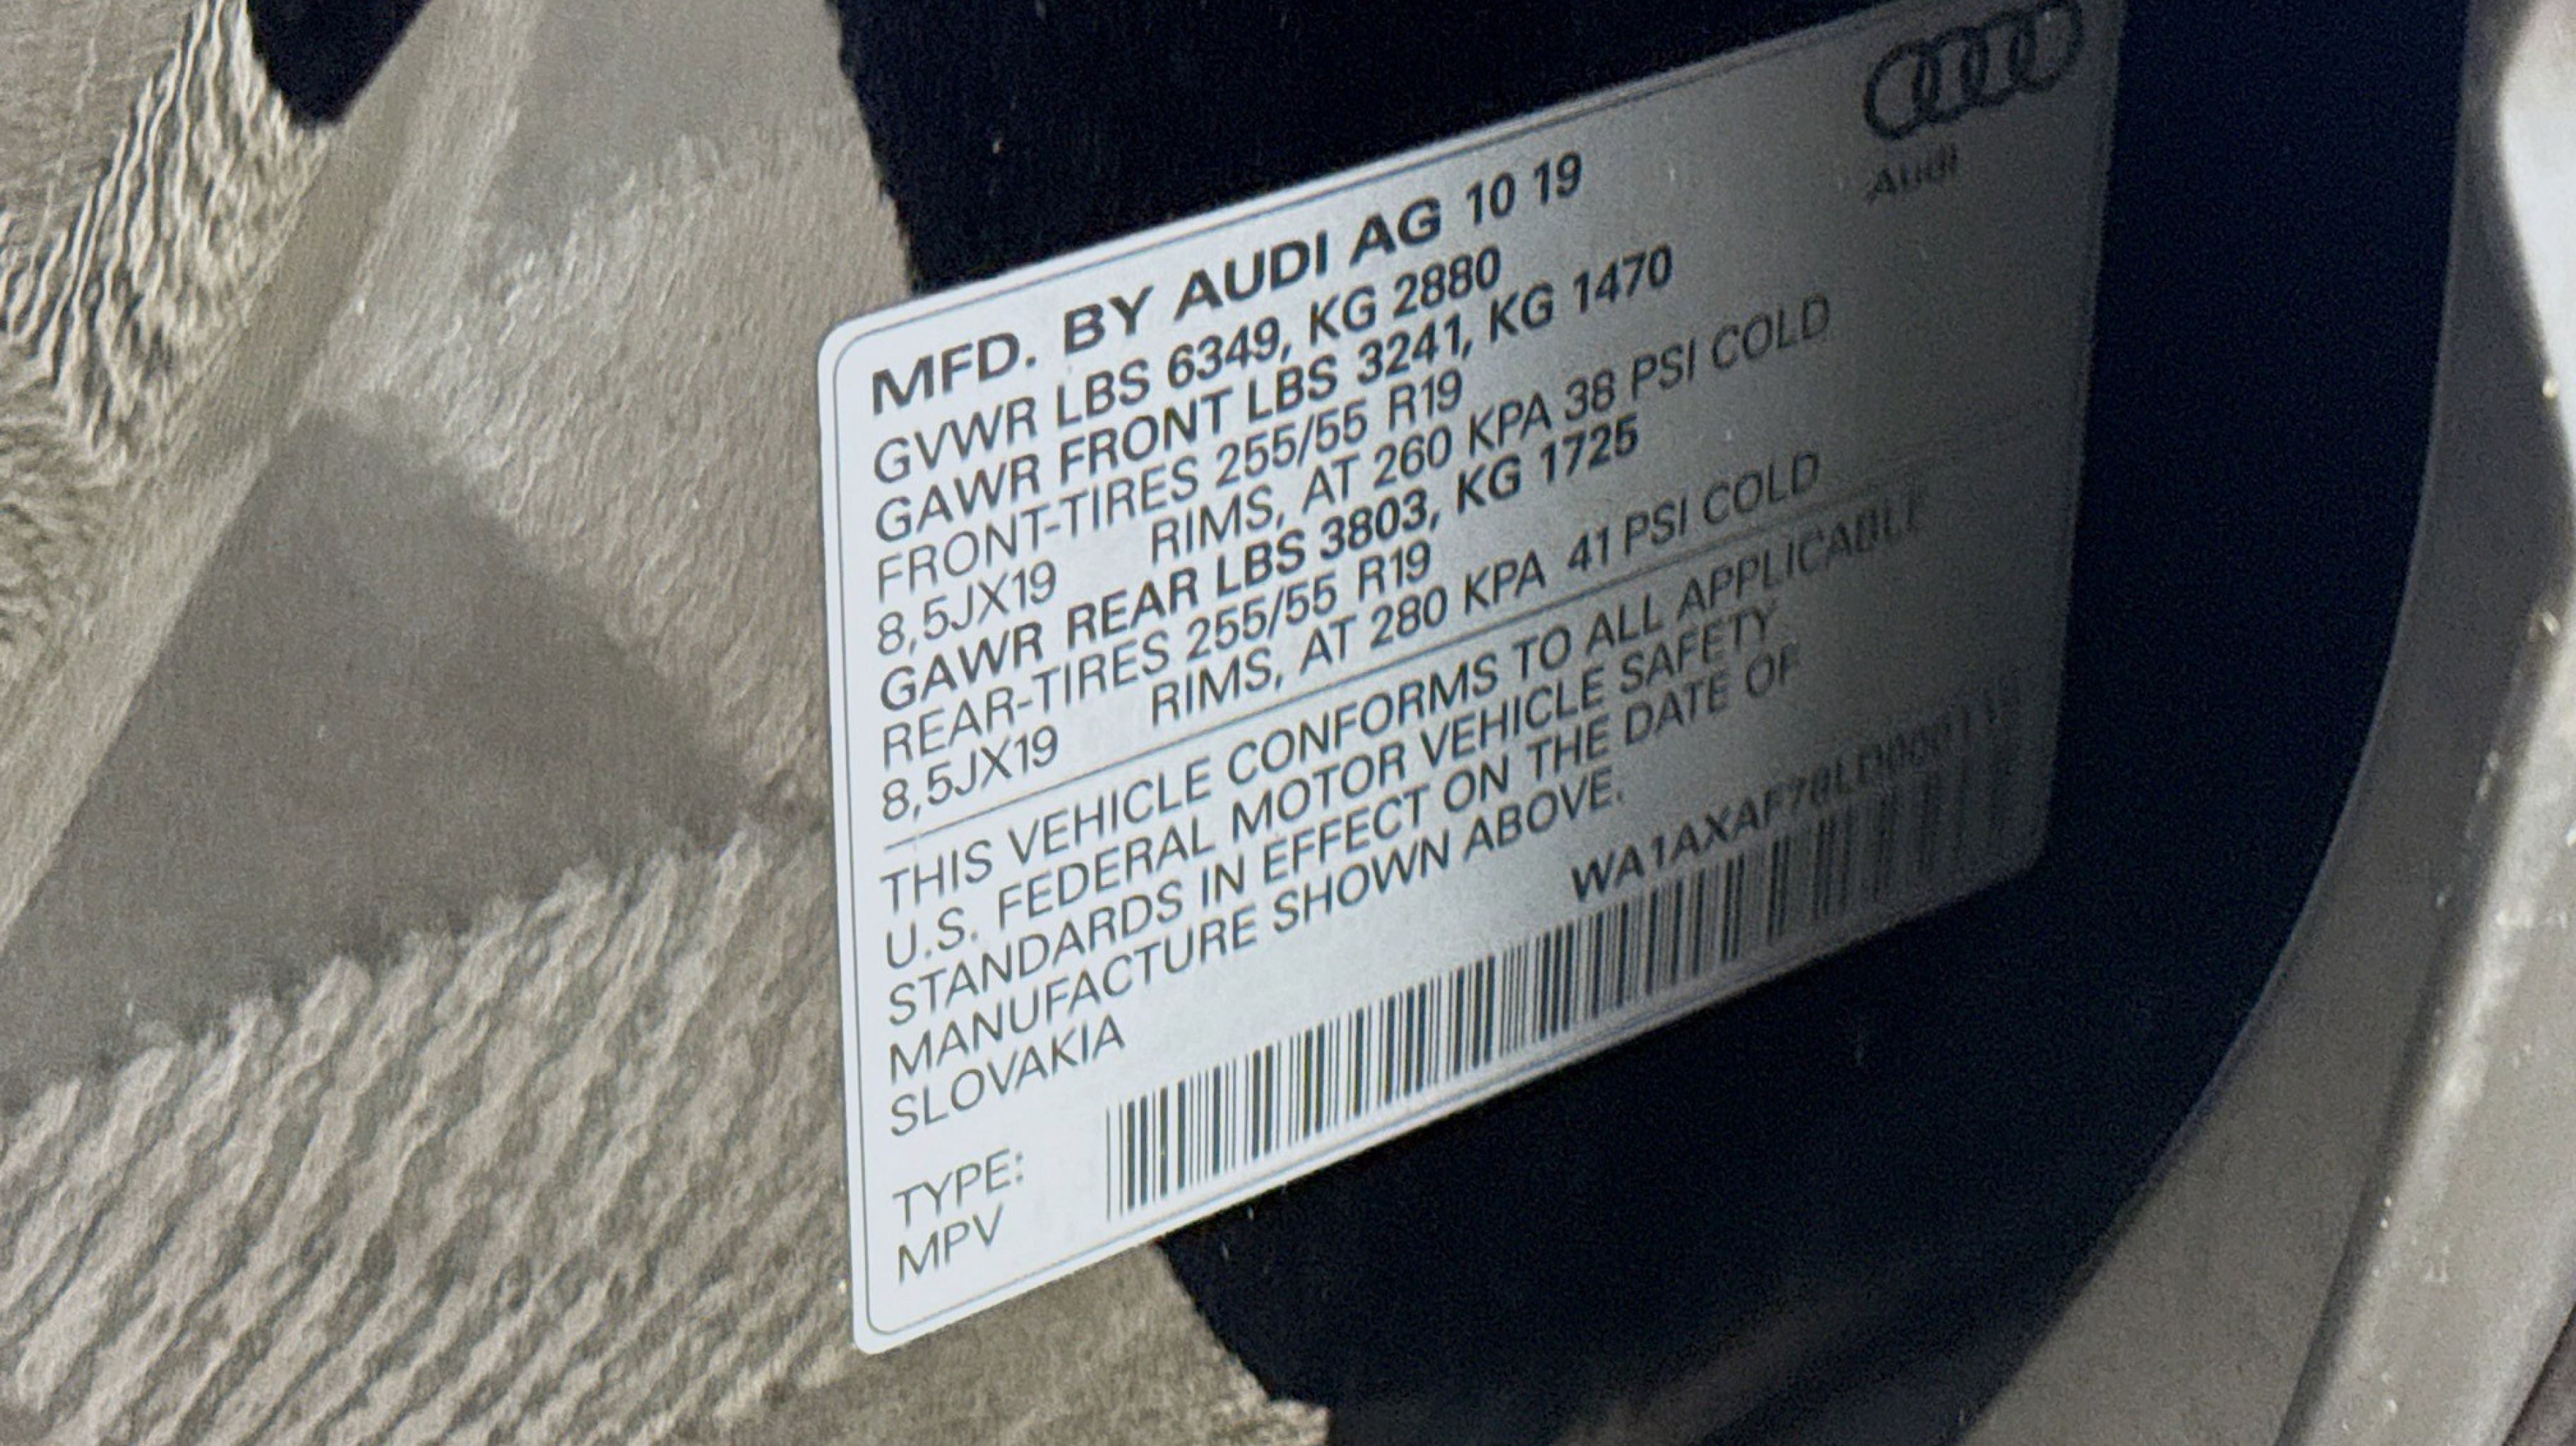 Audi
MFD. BY AUDI AG 10 19
GVWR LBS 6349, KG 2880
GAWR FRONT LBS 3241, KG 1470
FRONT-TIRES 255/55 R19
8,5JX19 RIMS, AT 260 KPA 38 PSI COLD
GAWR REAR LBS 3803, KG 1725
REAR-TIRES 255/55 R19
8,5JX19 RIMS, AT 280 KPA 41 PSI COLD
THIS VEHICLE CONFORMS TO ALL APPLICABLE
U.S. FEDERAL MOTOR VEHICLE SAFETY
STANDARDS IN EFFECT ON THE DATE OF
MANUFACTURE SHOWN ABOVE.
SLOVAKIA
TYPE:
MPV